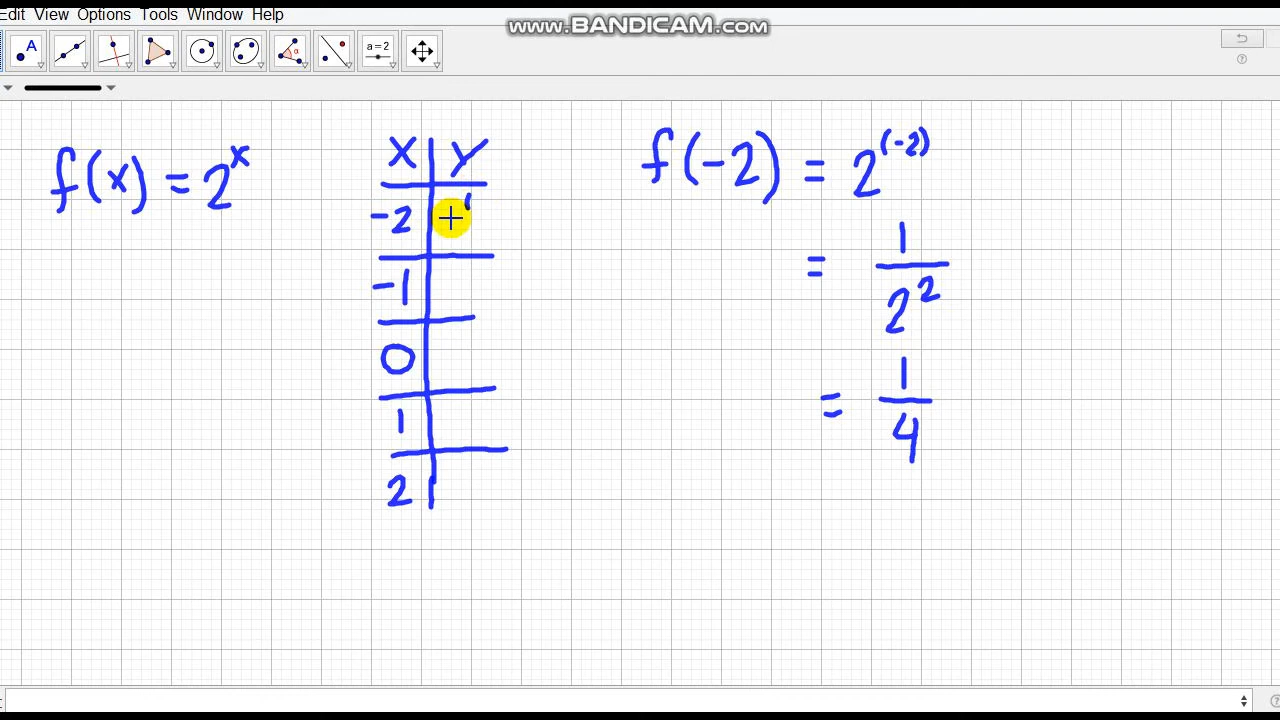 Edit View Options Tools Window Help
www.BANDICAM.com
A
α
a = 2
f(x) = 2^x
x y
-2 1
-1
0
1
2
f(-2) = 2^(-2)
= 1/2^2
= 1/4